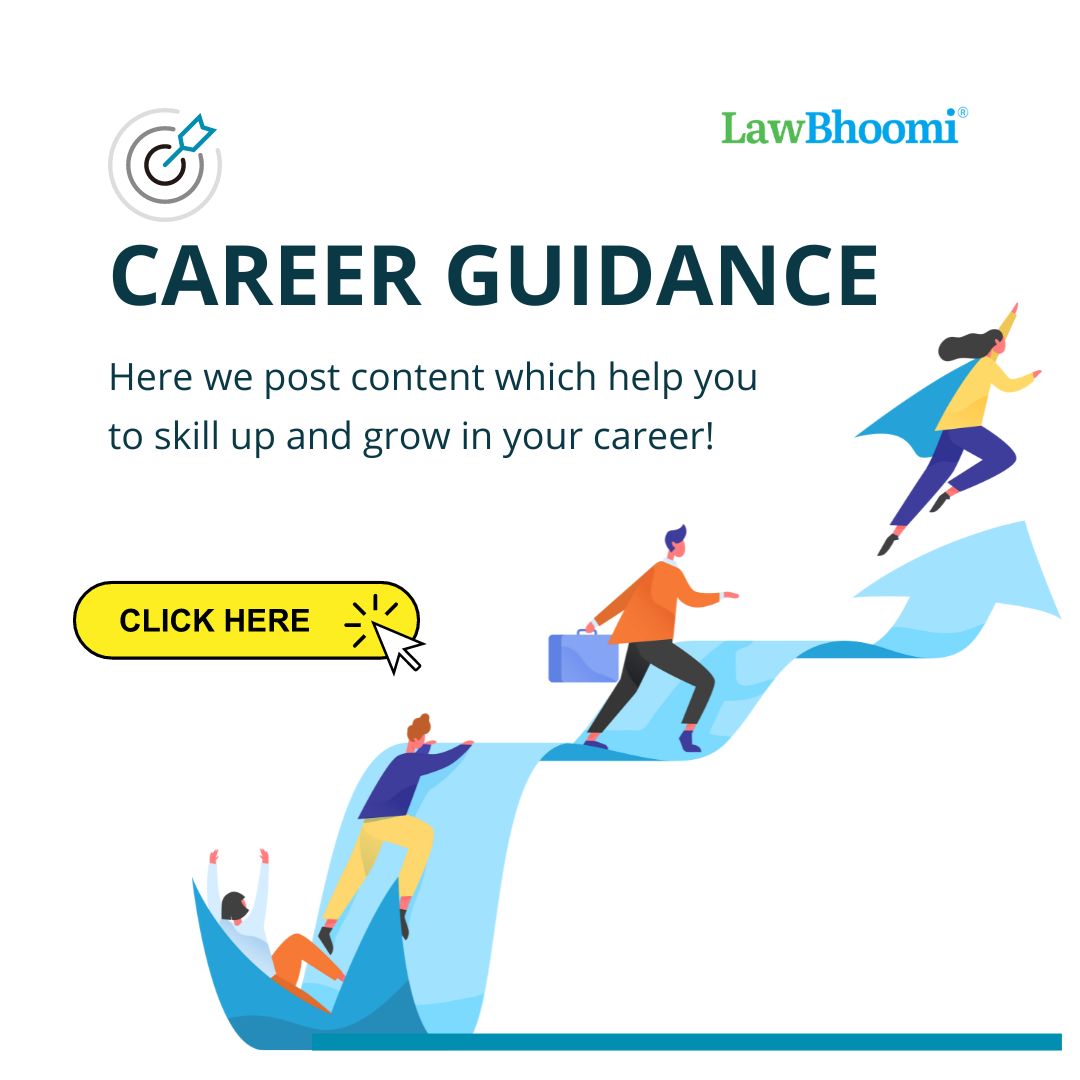 LawBhoomi®
CAREER GUIDANCE
Here we post content which help you
to skill up and grow in your career!
CLICK HERE